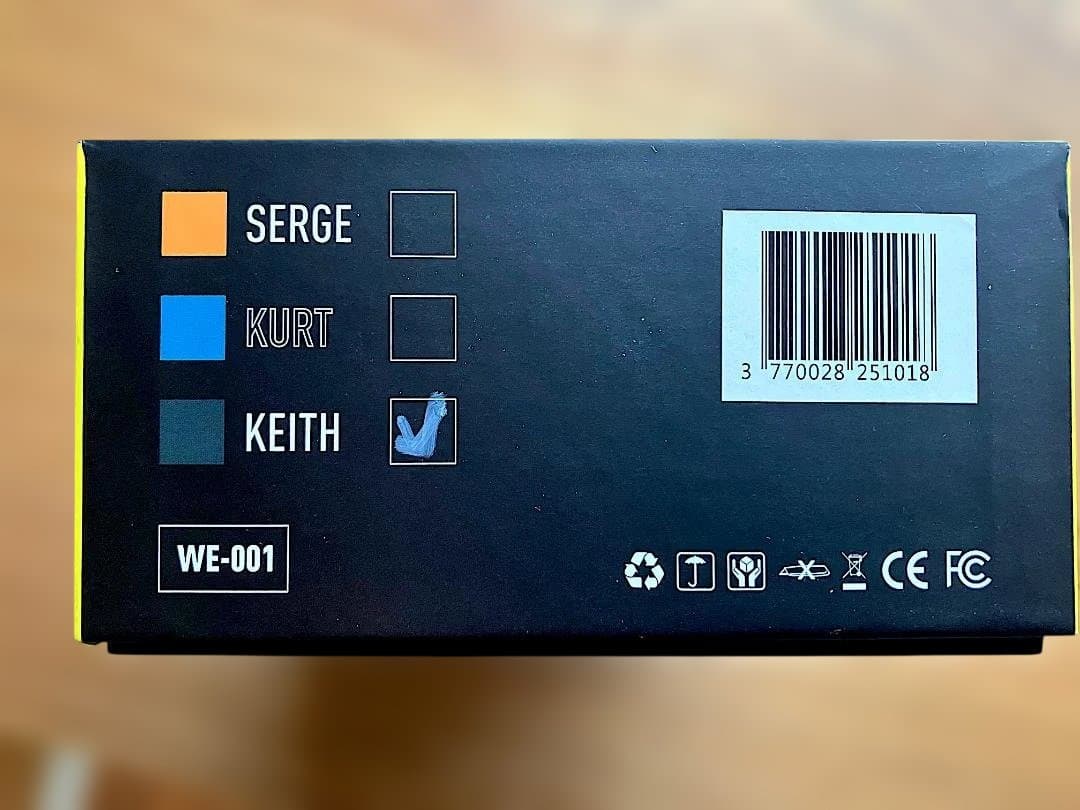 SERGE
KURT
KEITH
3 770028 251018
WE-001
CE FC